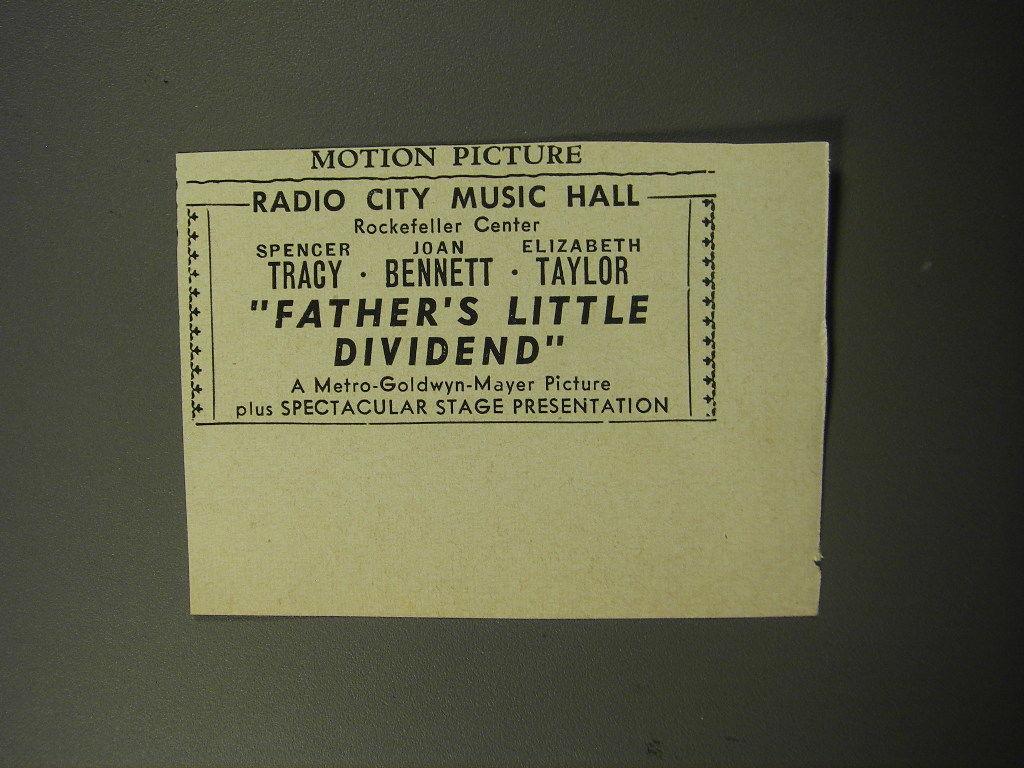 MOTION PICTURE
RADIO CITY MUSIC HALL
Rockefeller Center
SPENCER JOAN ELIZABETH
TRACY · BENNETT · TAYLOR
"FATHER'S LITTLE
DIVIDEND"
A Metro-Goldwyn-Mayer Picture
plus SPECTACULAR STAGE PRESENTATION